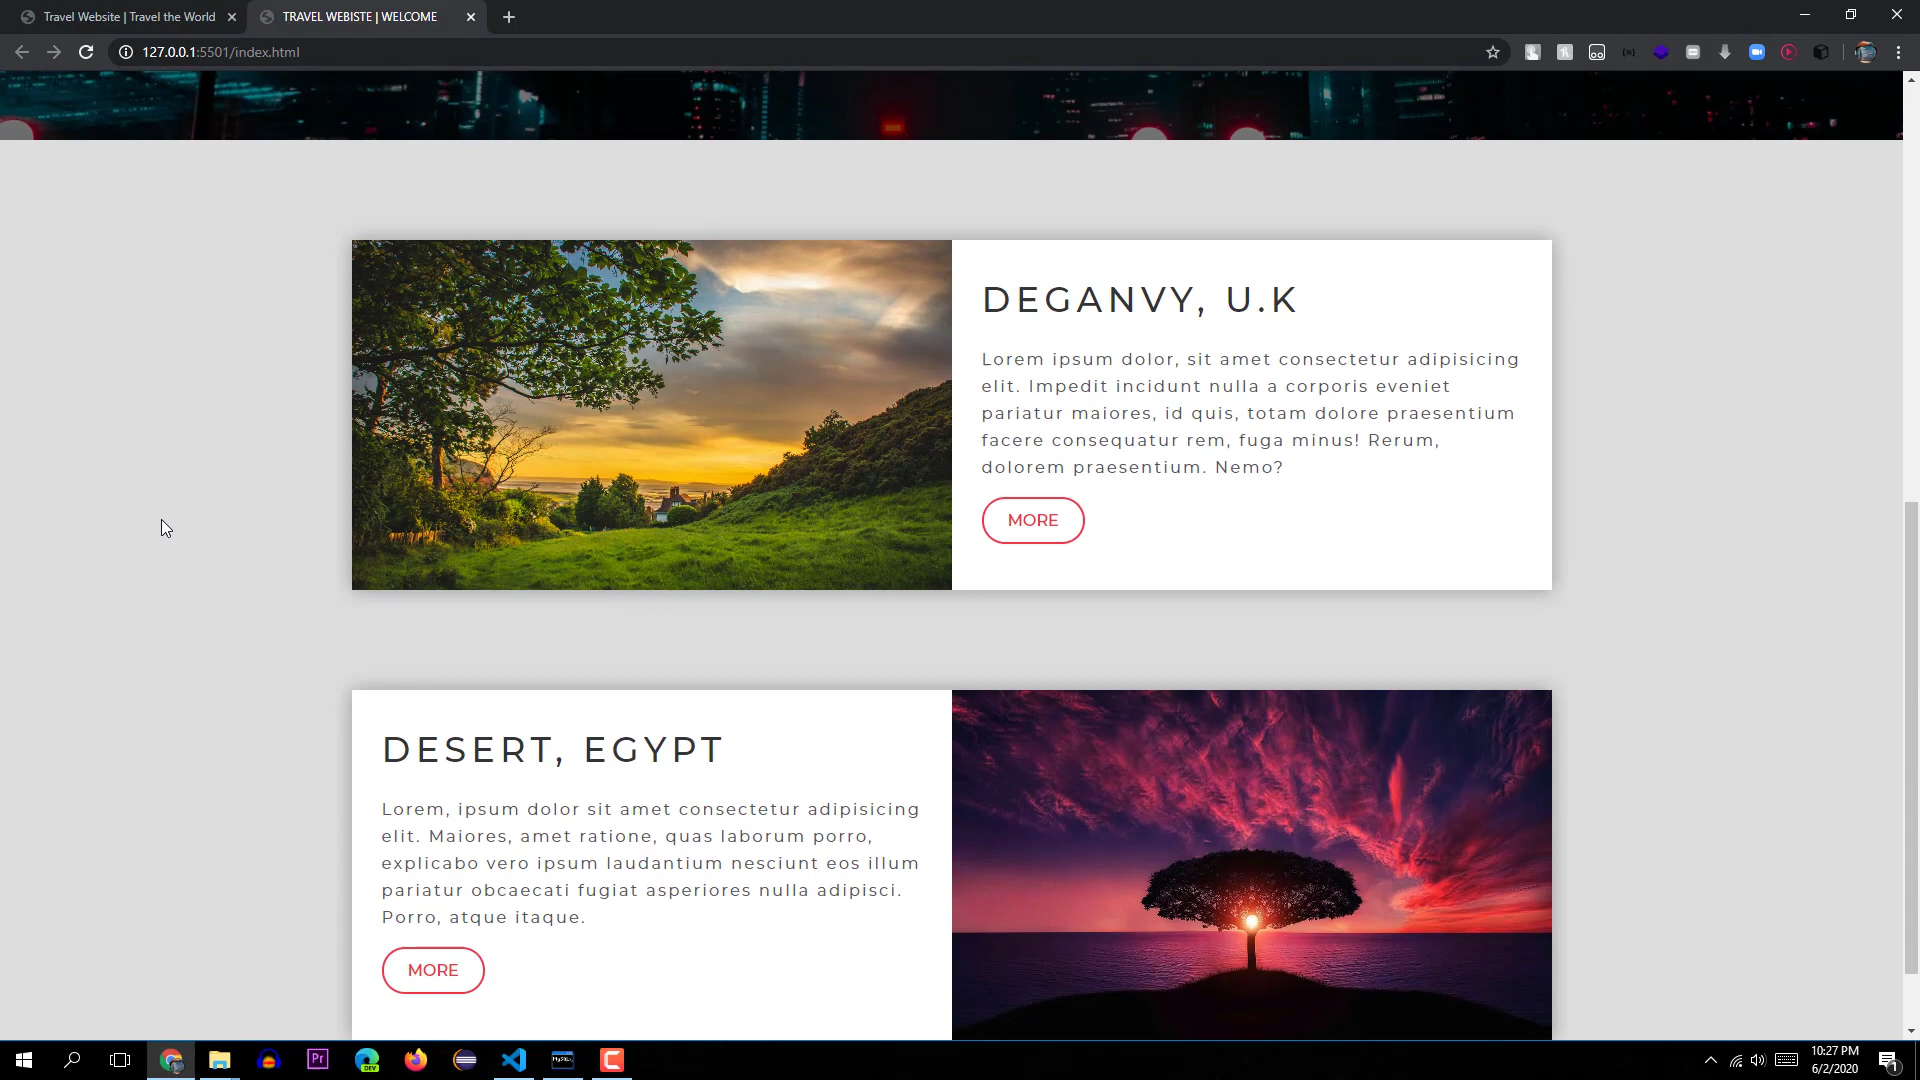 Travel Website | Travel the World
TRAVEL WEBISTE | WELCOME
127.0.0.1:5501/index.html
DEGANVY, U.K
Lorem ipsum dolor, sit amet consectetur adipisicing
elit. Impedit incidunt nulla a corporis eveniet
pariatur maiores, id quis, totam dolore praesentium
facere consequatur rem, fuga minus! Rerum,
dolorem praesentium. Nemo?
MORE
DESERT, EGYPT
Lorem, ipsum dolor sit amet consectetur adipisicing
elit. Maiores, amet ratione, quas laborum porro,
explicabo vero ipsum laudantium nesciunt eos illum
pariatur obcaecati fugiat asperiores nulla adipisci.
Porro, atque itaque.
MORE
Pr
DEV
10:27 PM
6/2/2020
1